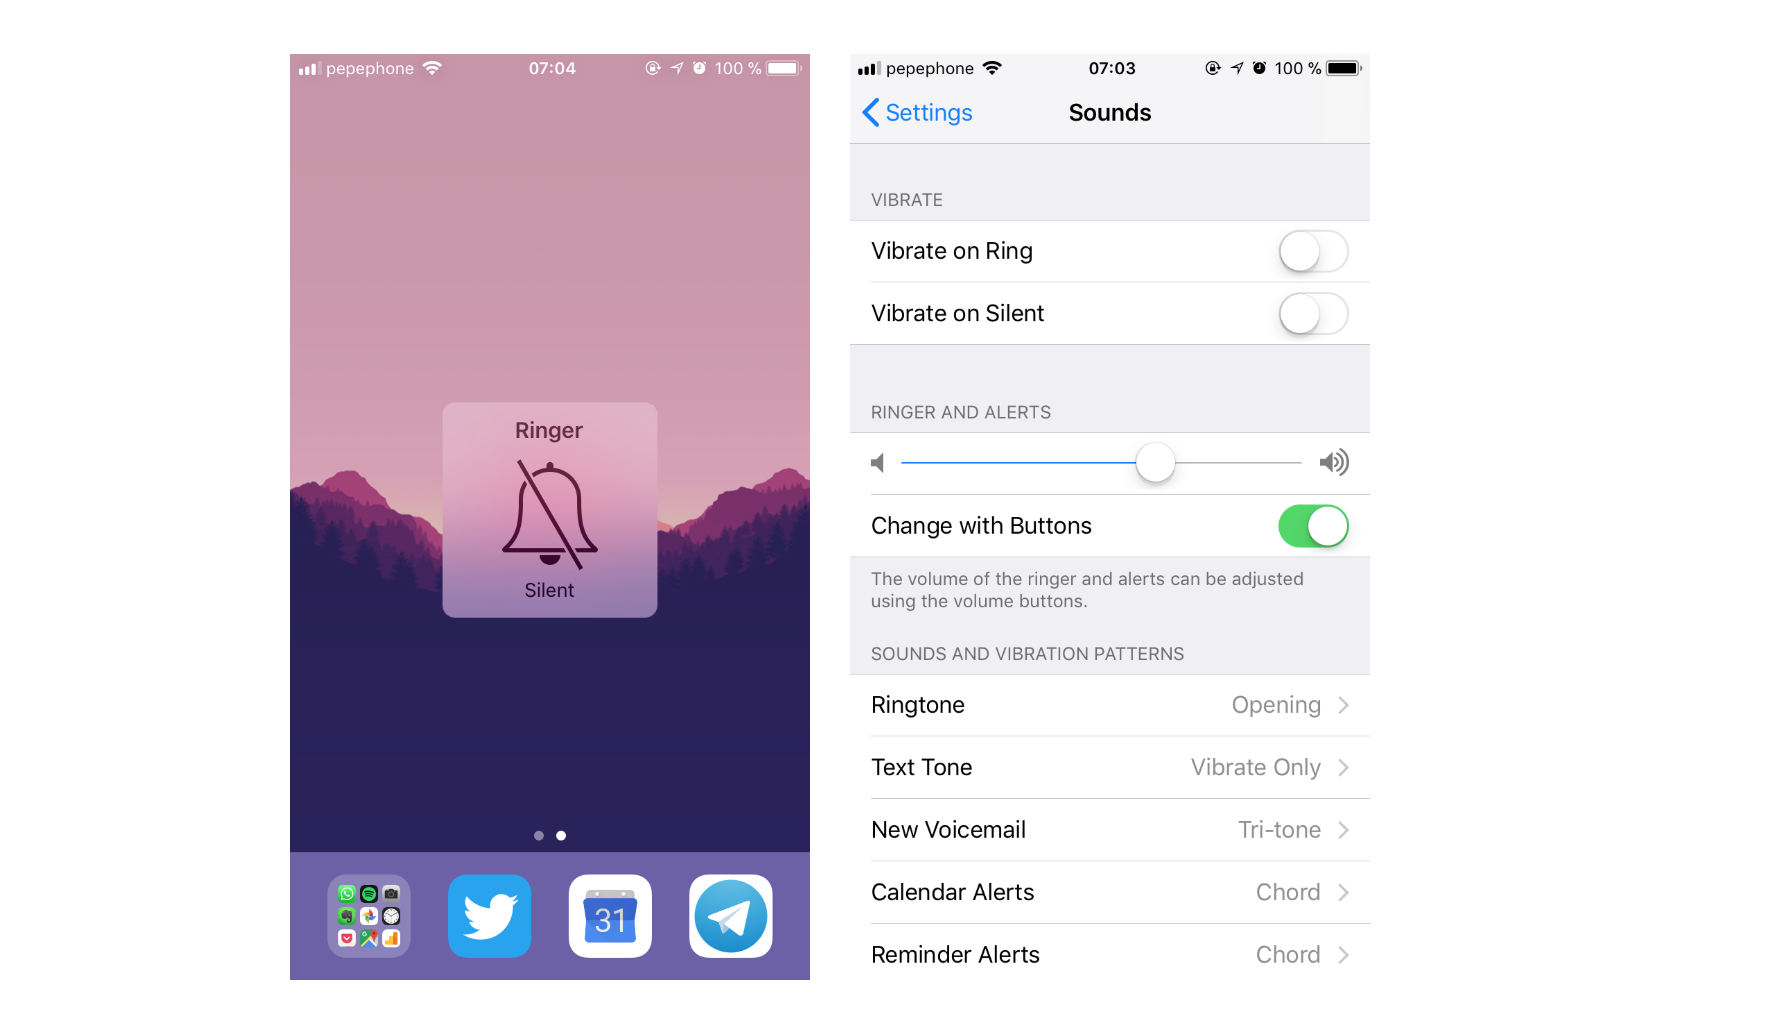 pepephone 07:04 100 %
Ringer
Silent
31
pepephone 07:03 100 %
Settings Sounds
VIBRATE
Vibrate on Ring
Vibrate on Silent
RINGER AND ALERTS
Change with Buttons
The volume of the ringer and alerts can be adjusted
using the volume buttons.
SOUNDS AND VIBRATION PATTERNS
Ringtone Opening
Text Tone Vibrate Only
New Voicemail Tri-tone
Calendar Alerts Chord
Reminder Alerts Chord